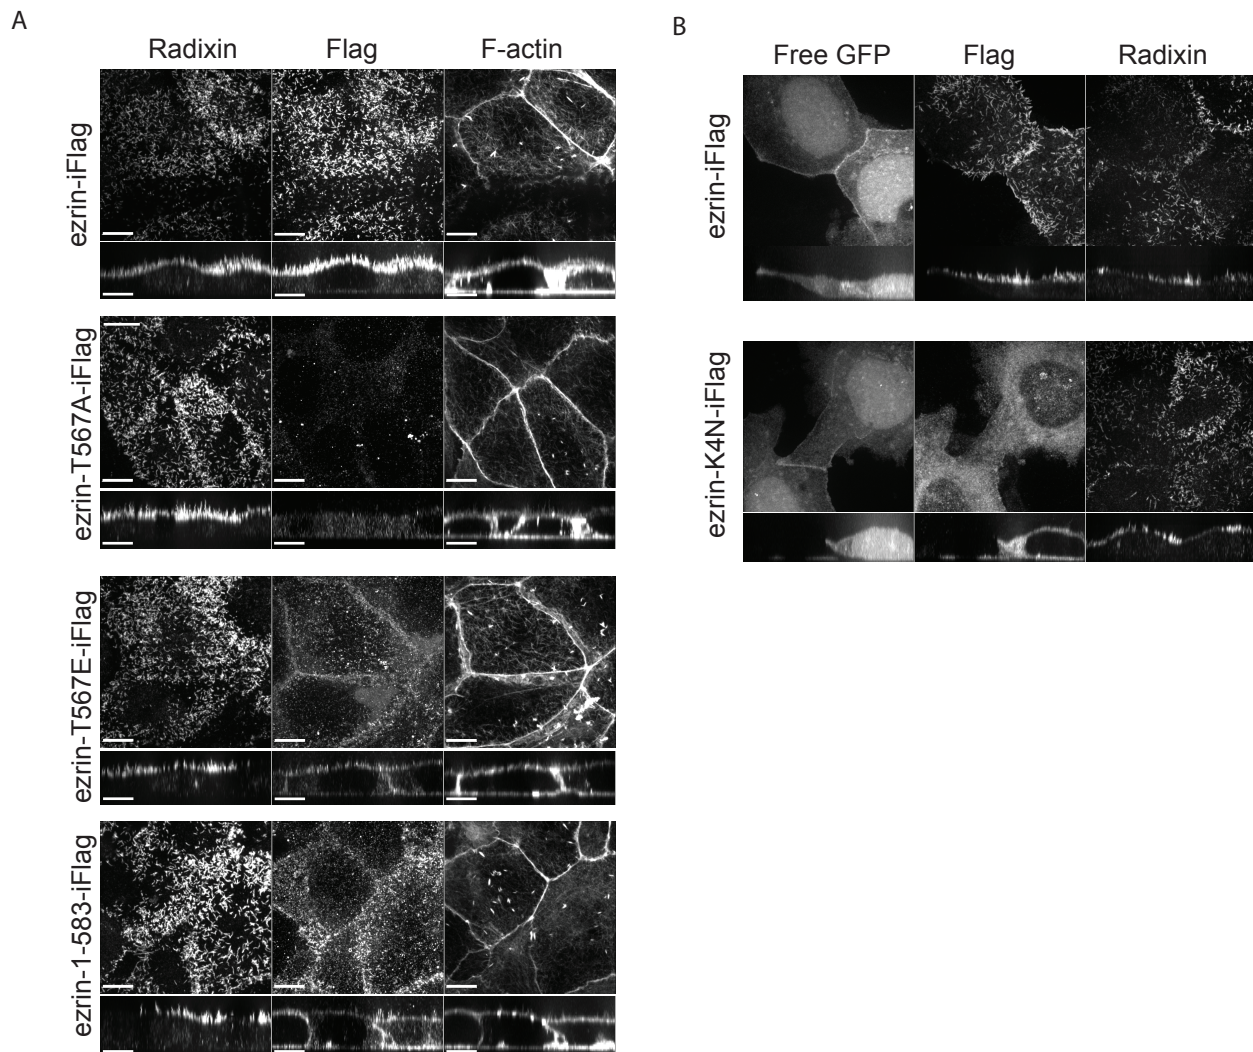 A
Radixin Flag F-actin
ezrin-iFlag
ezrin-T567A-iFlag
ezrin-T567E-iFlag
ezrin-1-583-iFlag
B
Free GFP Flag Radixin
ezrin-iFlag
ezrin-K4N-iFlag